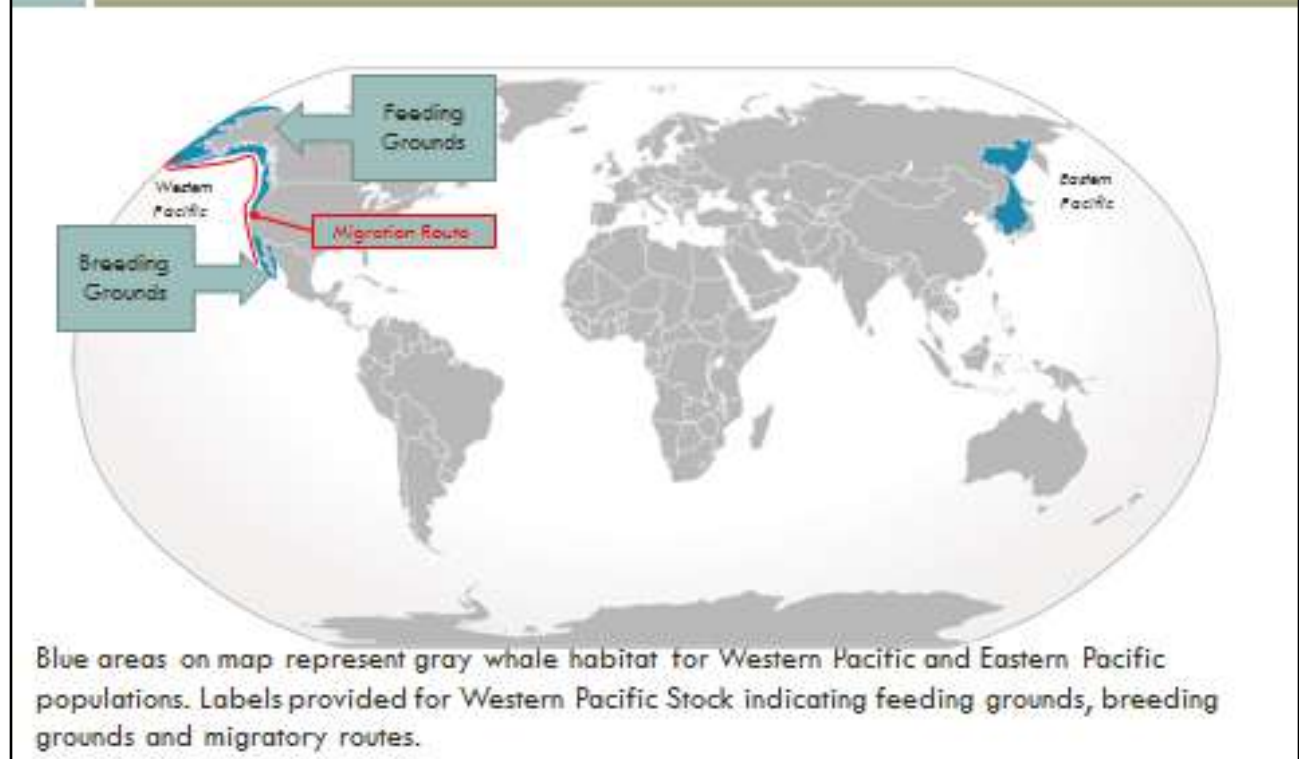 Feeding
Grounds
Western
Pacific
Eastern
Pacific
Migration Route
Breeding
Grounds
Blue areas on map represent gray whale habitat for Western Pacific and Eastern Pacific
populations. Labels provided for Western Pacific Stock indicating feeding grounds, breeding
grounds and migratory routes.